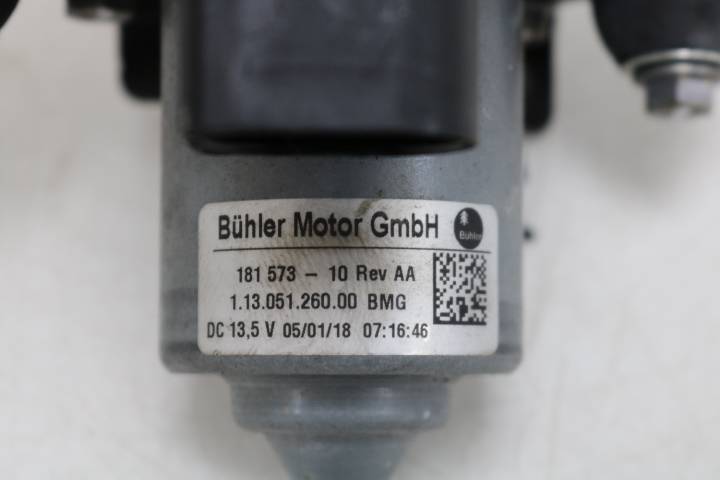 Bühler Motor GmbH
Bühler
181 573 - 10 Rev AA
1.13.051.260.00 BMG
DC 13,5 V 05/01/18 07:16:46